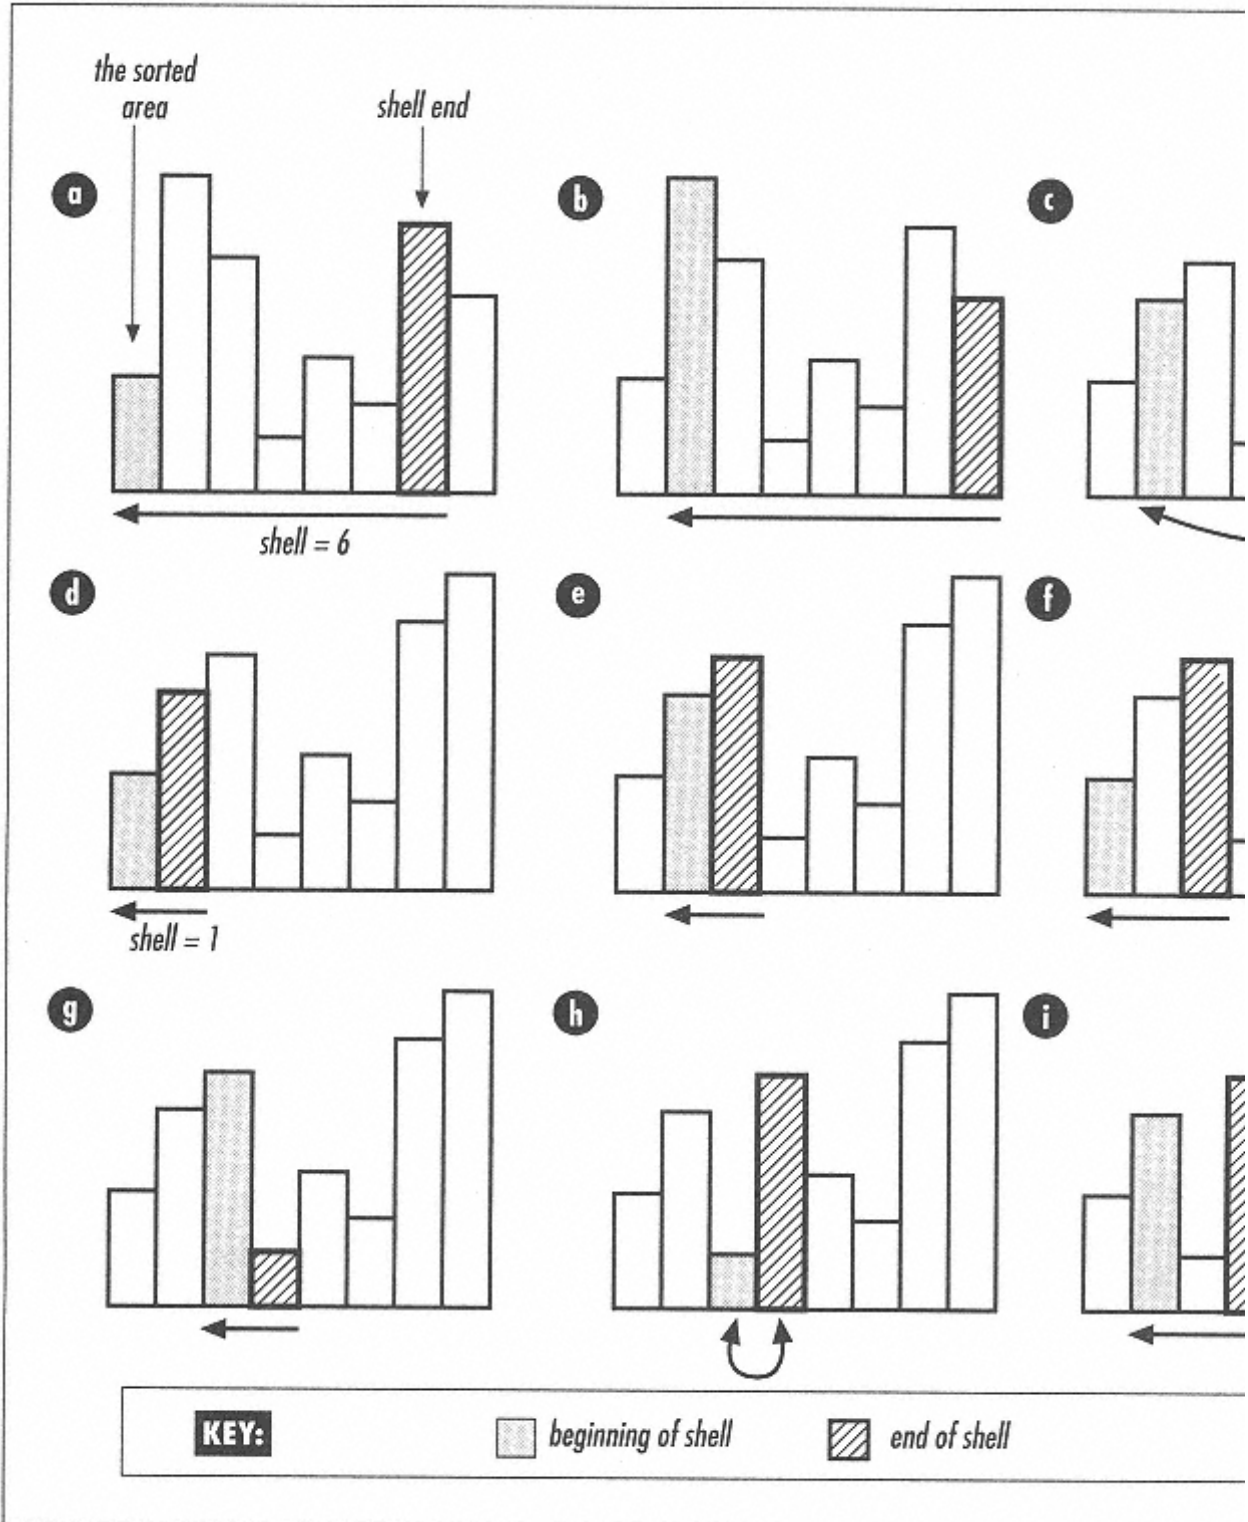 the sorted
area
shell end
a
b
c
shell = 6
d
e
f
shell = 1
g
h
i
KEY:
beginning of shell
end of shell